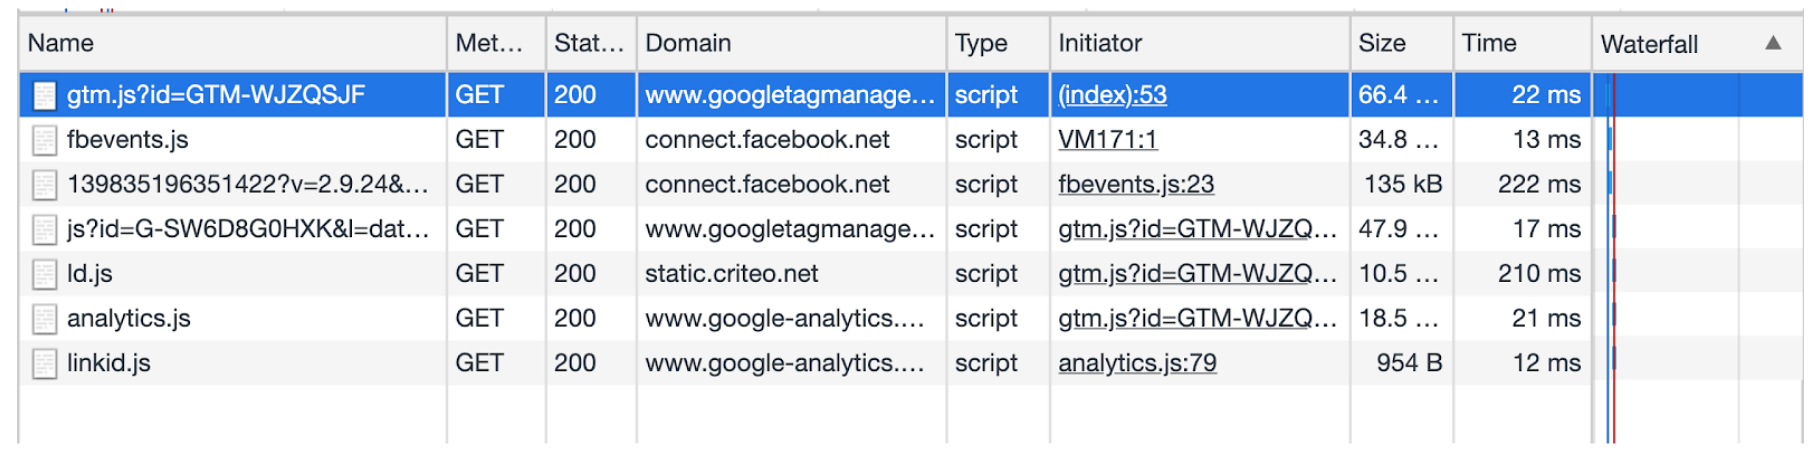 Name Met... Stat... Domain Type Initiator Size Time Waterfall ▲
gtm.js?id=GTM-WJZQSJF GET 200 www.googletagmanage... script (index):53 66.4 ... 22 ms
fbevents.js GET 200 connect.facebook.net script VM171:1 34.8 ... 13 ms
139835196351422?v=2.9.24&... GET 200 connect.facebook.net script fbevents.js:23 135 kB 222 ms
js?id=G-SW6D8G0HXK&l=dat... GET 200 www.googletagmanage... script gtm.js?id=GTM-WJZQ... 47.9 ... 17 ms
ld.js GET 200 static.criteo.net script gtm.js?id=GTM-WJZQ... 10.5 ... 210 ms
analytics.js GET 200 www.google-analytics.... script gtm.js?id=GTM-WJZQ... 18.5 ... 21 ms
linkid.js GET 200 www.google-analytics.... script analytics.js:79 954 B 12 ms